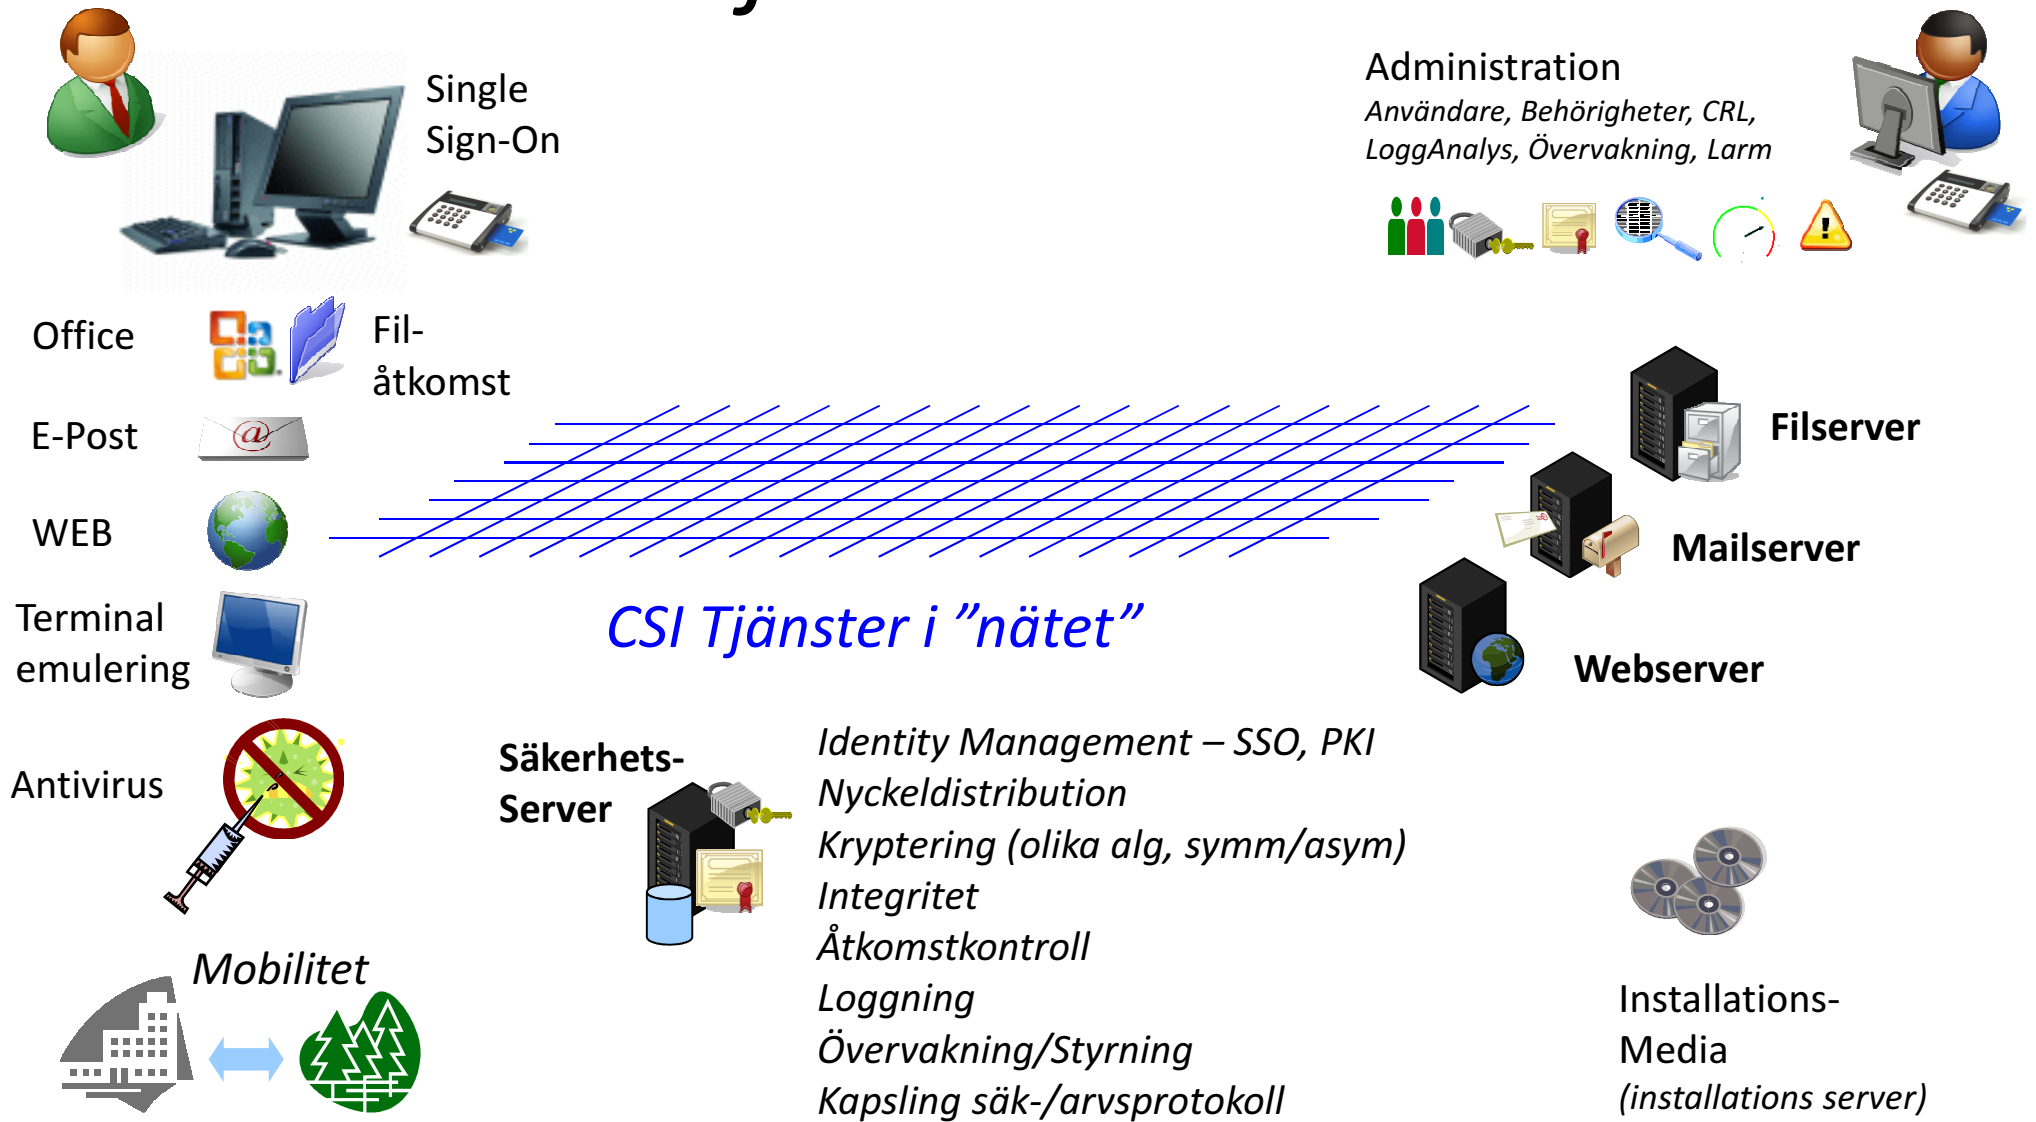 Single
Sign-On
Administration
Användare, Behörigheter, CRL,
LoggAnalys, Övervakning, Larm
Office
Fil-
åtkomst
E-Post
WEB
Terminal
emulering
Antivirus
Mobilitet
CSI Tjänster i ”nätet”
Filserver
Mailserver
Webserver
Säkerhets-
Server
Identity Management – SSO, PKI
Nyckeldistribution
Kryptering (olika alg, symm/asym)
Integritet
Åtkomstkontroll
Loggning
Övervakning/Styrning
Kapsling säk-/arvsprotokoll
Installations-
Media
(installations server)